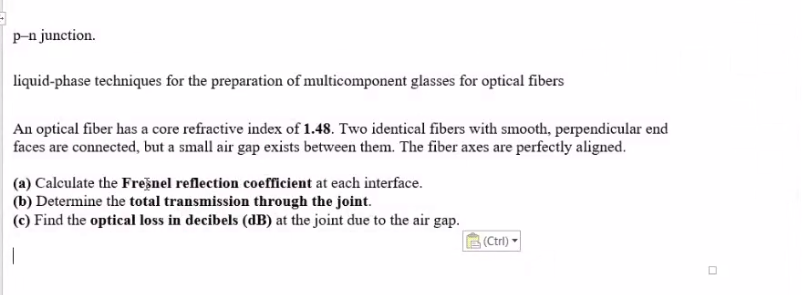 p–n junction.
liquid-phase techniques for the preparation of multicomponent glasses for optical fibers
An optical fiber has a core refractive index of 1.48. Two identical fibers with smooth, perpendicular end
faces are connected, but a small air gap exists between them. The fiber axes are perfectly aligned.
(a) Calculate the Fresnel reflection coefficient at each interface.
(b) Determine the total transmission through the joint.
(c) Find the optical loss in decibels (dB) at the joint due to the air gap.
(Ctrl)